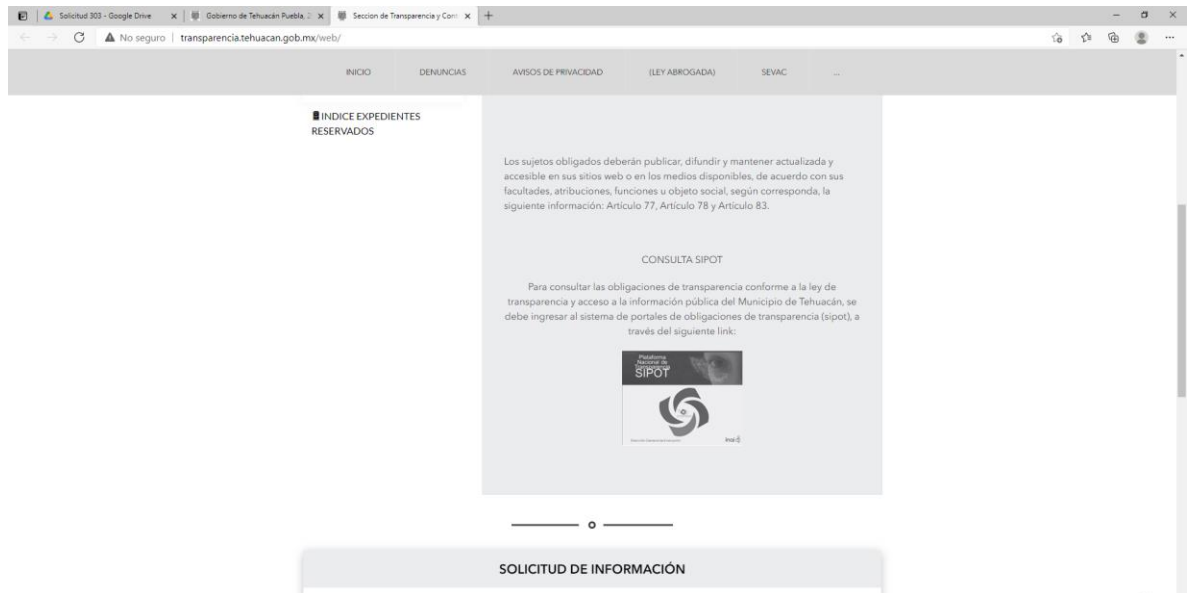 Solicitud 303 - Google Drive
Gobierno de Tehuacán Puebla, 2
Seccion de Transparencia y Con
No seguro | transparencia.tehuacan.gob.mx/web/
INICIO DENUNCIAS AVISOS DE PRIVACIDAD (LEY ABROGADA) SEVAC ...
INDICE EXPEDIENTES
RESERVADOS
Los sujetos obligados deberán publicar, difundir y mantener actualizada y
accesible en sus sitios web o en los medios disponibles, de acuerdo con sus
facultades, atribuciones, funciones u objeto social, según corresponda, la
siguiente información: Artículo 77, Artículo 78 y Artículo 83.
CONSULTA SIPOT
Para consultar las obligaciones de transparencia conforme a la ley de
transparencia y acceso a la información pública del Municipio de Tehuacán, se
debe ingresar al sistema de portales de obligaciones de transparencia (sipot), a
través del siguiente link:
Plataforma
Nacional de
Transparencia
SIPOT
inai
SOLICITUD DE INFORMACIÓN